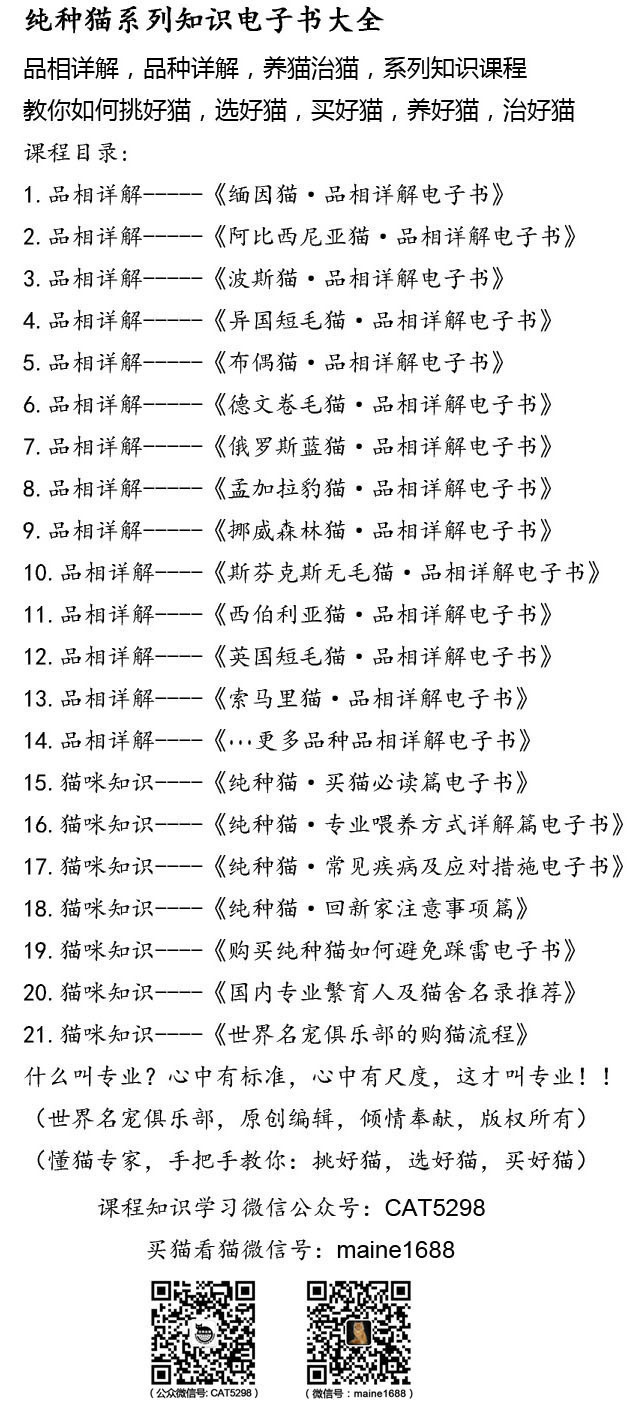 纯种猫系列知识电子书大全
品相详解，品种详解，养猫治猫，系列知识课程
教你如何挑好猫，选好猫，买好猫，养好猫，治好猫
课程目录：
1.品相详解-----《缅因猫·品相详解电子书》
2.品相详解-----《阿比西尼亚猫·品相详解电子书》
3.品相详解-----《波斯猫·品相详解电子书》
4.品相详解-----《异国短毛猫·品相详解电子书》
5.品相详解-----《布偶猫·品相详解电子书》
6.品相详解-----《德文卷毛猫·品相详解电子书》
7.品相详解-----《俄罗斯蓝猫·品相详解电子书》
8.品相详解-----《孟加拉豹猫·品相详解电子书》
9.品相详解-----《挪威森林猫·品相详解电子书》
10.品相详解----《斯芬克斯无毛猫·品相详解电子书》
11.品相详解----《西伯利亚猫·品相详解电子书》
12.品相详解----《英国短毛猫·品相详解电子书》
13.品相详解----《索马里猫·品相详解电子书》
14.品相详解----《…更多品种品相详解电子书》
15.猫咪知识----《纯种猫·买猫必读篇电子书》
16.猫咪知识----《纯种猫·专业喂养方式详解篇电子书》
17.猫咪知识----《纯种猫·常见疾病及应对措施电子书》
18.猫咪知识----《纯种猫·回新家注意事项篇》
19.猫咪知识----《购买纯种猫如何避免踩雷电子书》
20.猫咪知识----《国内专业繁育人及猫舍名录推荐》
21.猫咪知识----《世界名宠俱乐部的购猫流程》
什么叫专业？心中有标准，心中有尺度，这才叫专业！！
（世界名宠俱乐部，原创编辑，倾情奉献，版权所有）
（懂猫专家，手把手教你：挑好猫，选好猫，买好猫）
课程知识学习微信公众号：CAT5298
买猫看猫微信号：maine1688
（公众微信号: CAT5298）
（微信号：maine1688）